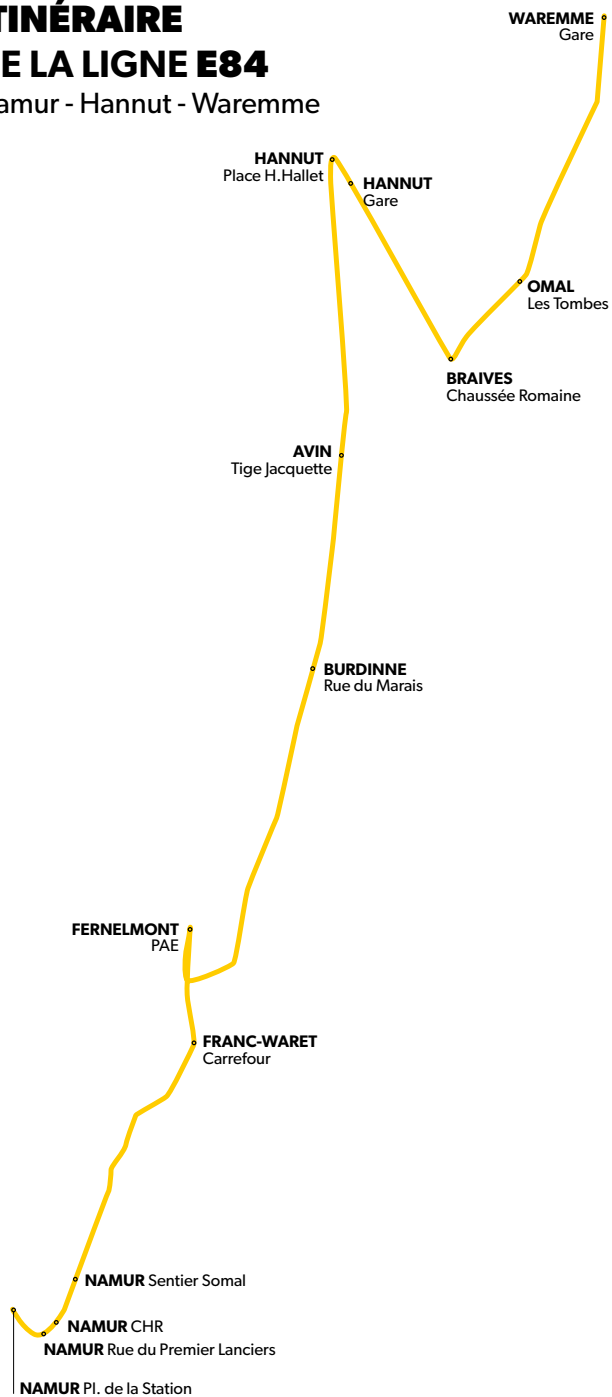 TINÉRAIRE
E LA LIGNE E84
amur - Hannut - Waremme
WAREMME
Gare
HANNUT
Place H.Hallet
HANNUT
Gare
OMAL
Les Tombes
BRAIVES
Chaussée Romaine
AVIN
Tige Jacquette
BURDINNE
Rue du Marais
FERNELMONT
PAE
FRANC-WARET
Carrefour
NAMUR Sentier Somal
NAMUR CHR
NAMUR Rue du Premier Lanciers
NAMUR Pl. de la Station